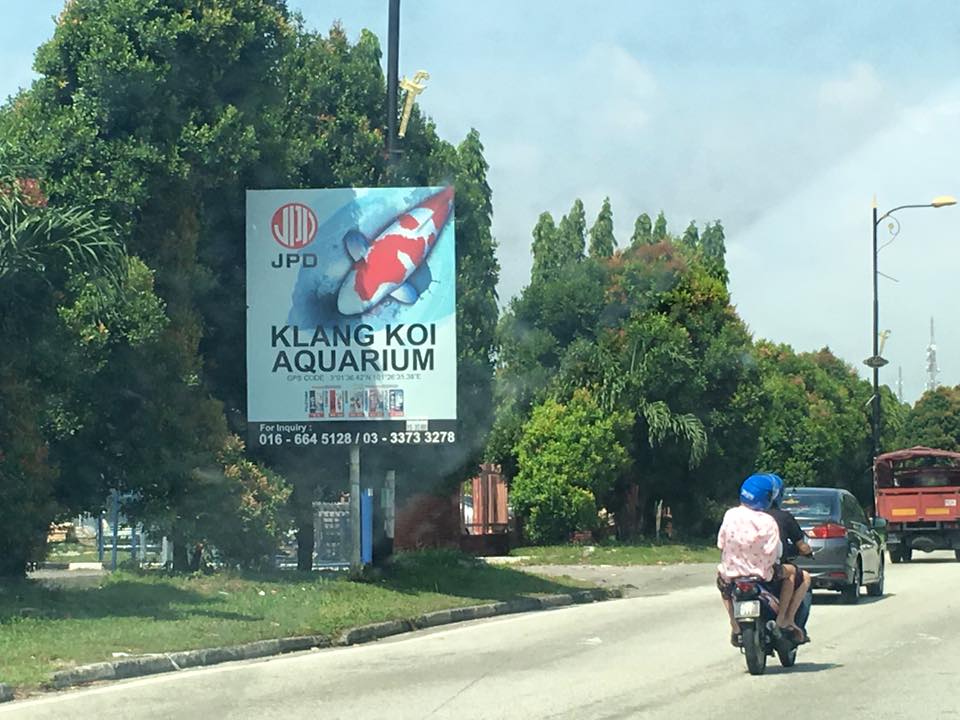 JPD
KLANG KOI
AQUARIUM
For Inquiry :
016 - 664 5128 / 03 - 3373 3278